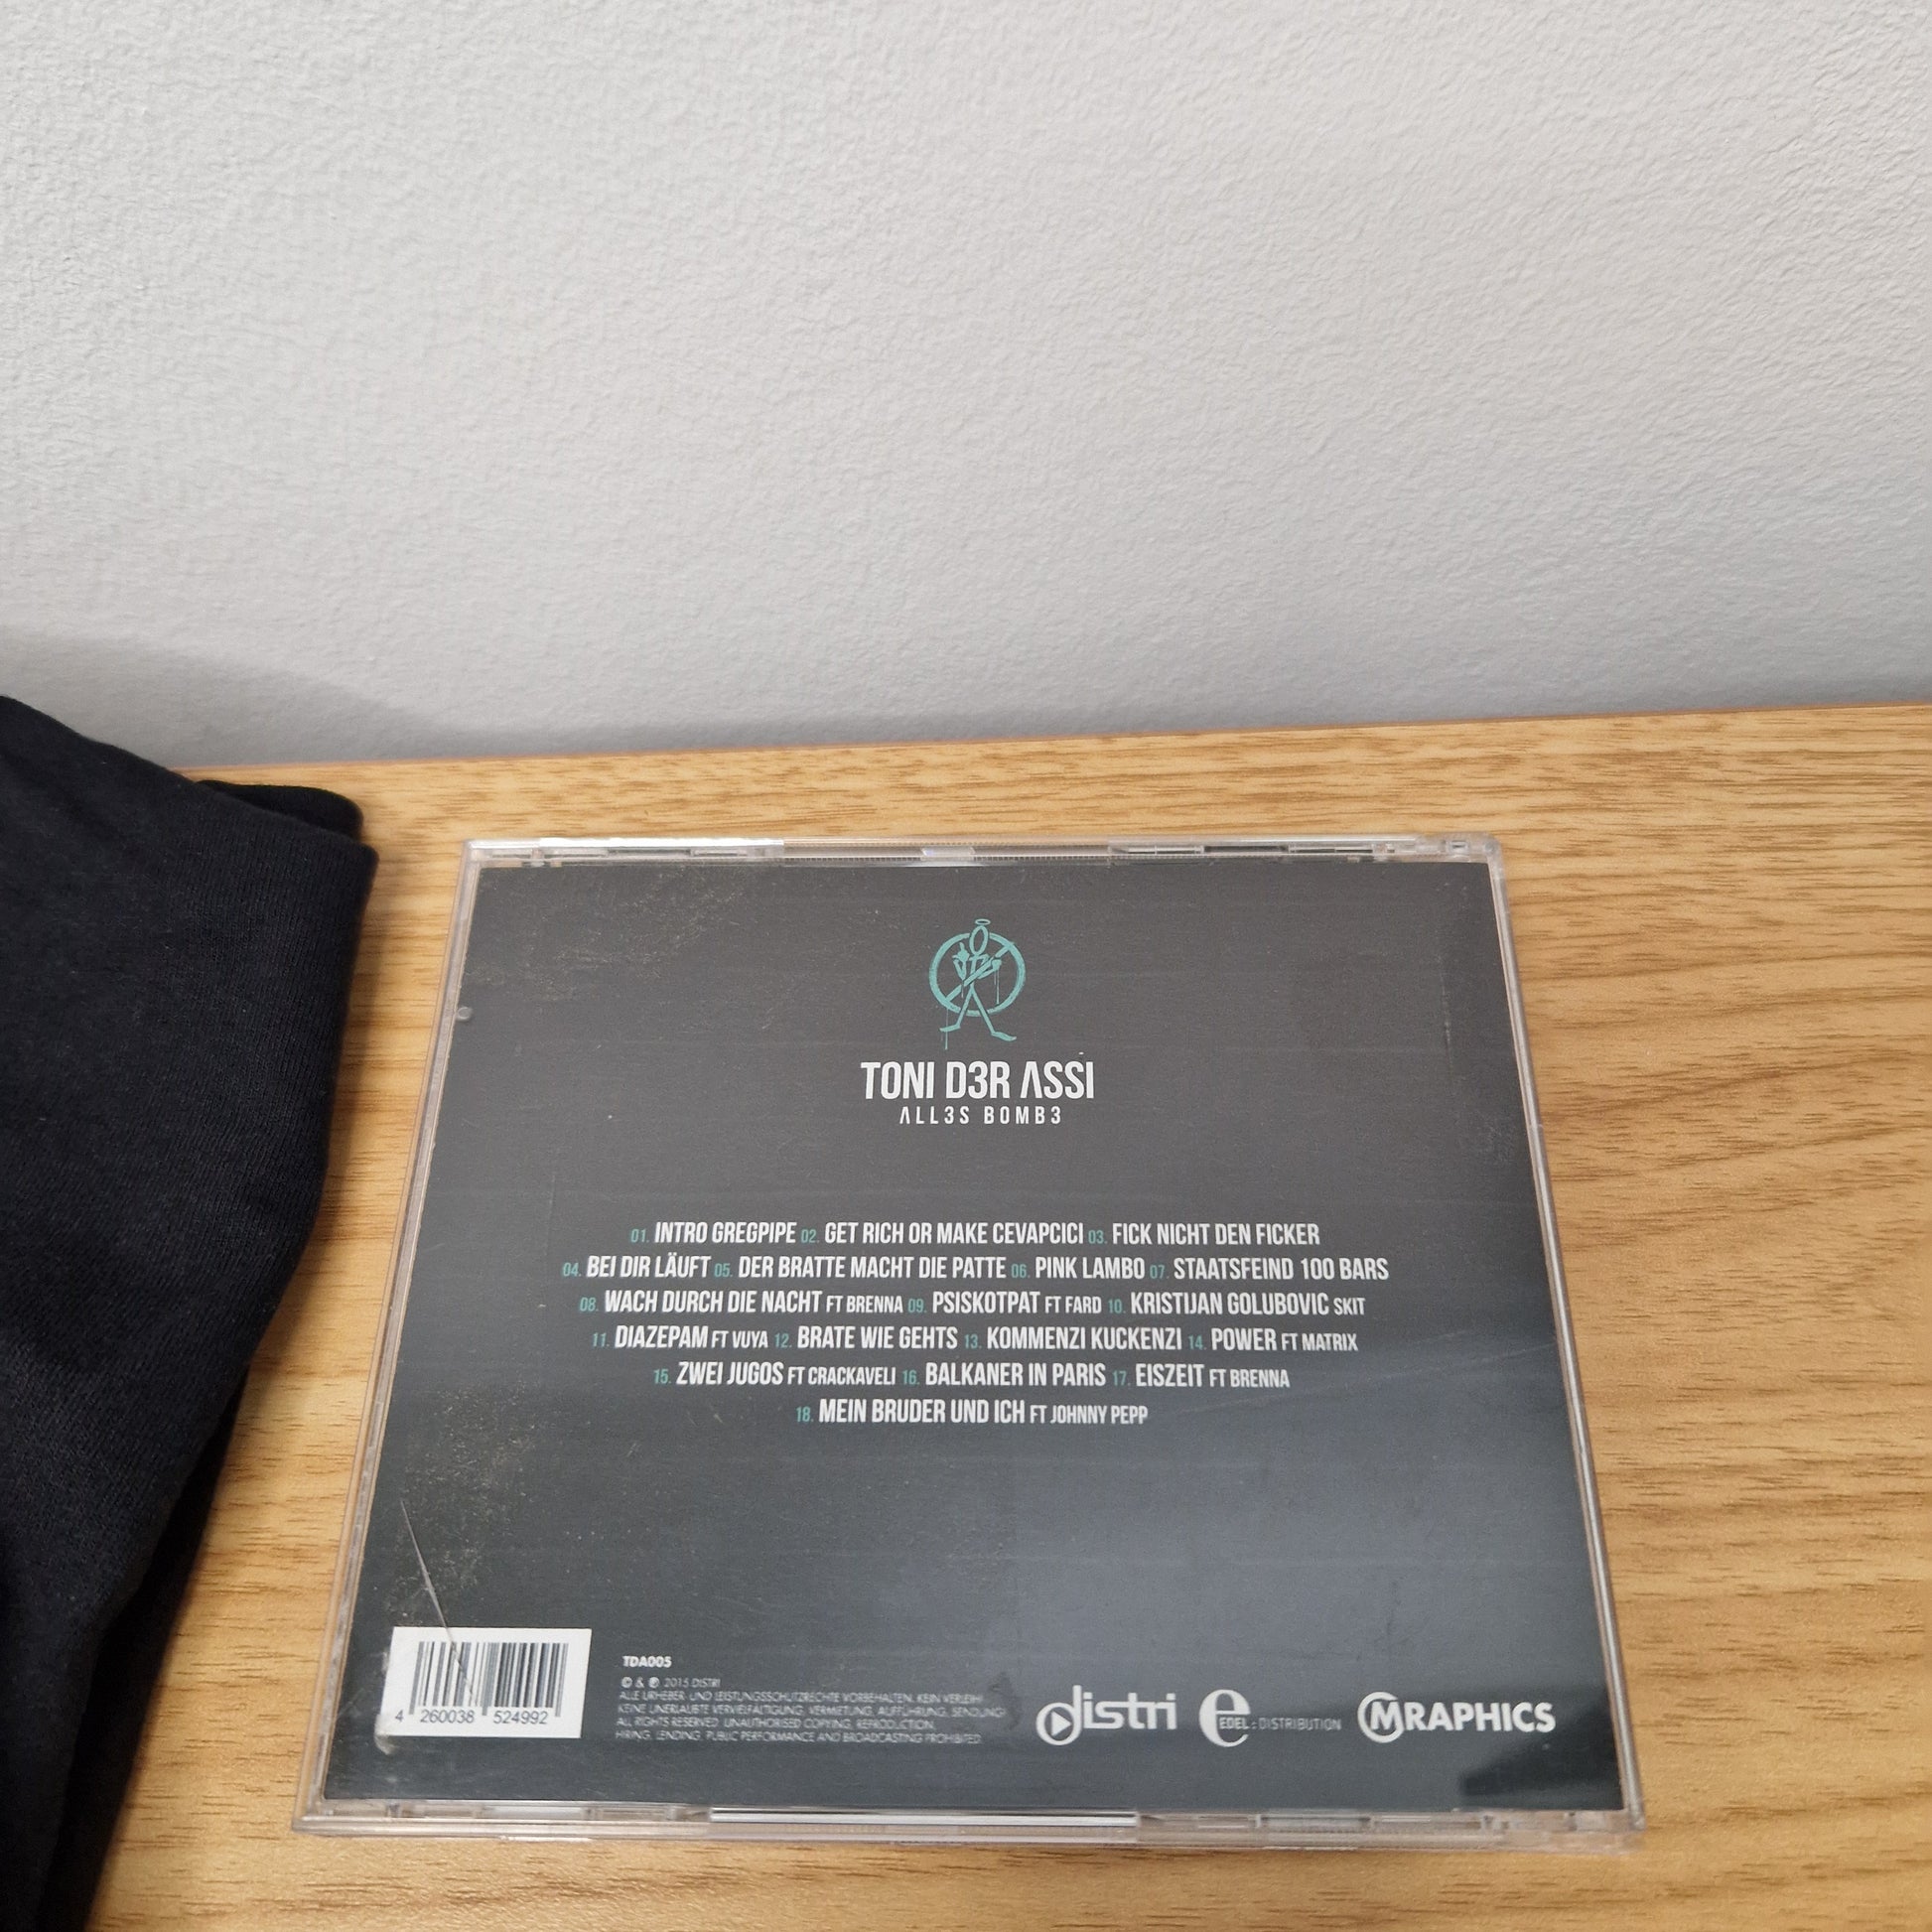 TONI D3R ΛSSI
ΛLL3S BOMB3
01. INTRO GREGPIPE 02. GET RICH OR MAKE CEVAPCICI 03. FICK NICHT DEN FICKER
04. BEI DIR LÄUFT 05. DER BRATTE MACHT DIE PATTE 06. PINK LAMBO 07. STAATSFEIND 100 BARS
08. WACH DURCH DIE NACHT FT BRENNA 09. PSISKOTPAT FT FARD 10. KRISTIJAN GOLUBOVIC SKIT
11. DIAZEPAM FT VUYA 12. BRATE WIE GEHTS 13. KOMMENZI KUCKENZI 14. POWER FT MATRIX
15. ZWEI JUGOS FT CRACKAVELI 16. BALKANER IN PARIS 17. EISZEIT FT BRENNA
18. MEIN BRUDER UND ICH FT JOHNNY PEPP
4 260038 524992
TDA005
© & ℗ 2015 DISTRI
ALLE URHEBER- UND LEISTUNGSSCHUTZRECHTE VORBEHALTEN. KEIN VERLEIH!
KEINE UNERLAUBTE VERVIELFÄLTIGUNG, VERMIETUNG, AUFFÜHRUNG, SENDUNG!
ALL RIGHTS RESERVED. UNAUTHORISED COPYING, REPRODUCTION,
HIRING, LENDING, PUBLIC PERFORMANCE AND BROADCASTING PROHIBITED.
distri
e EDEL : DISTRIBUTION
MRAPHICS